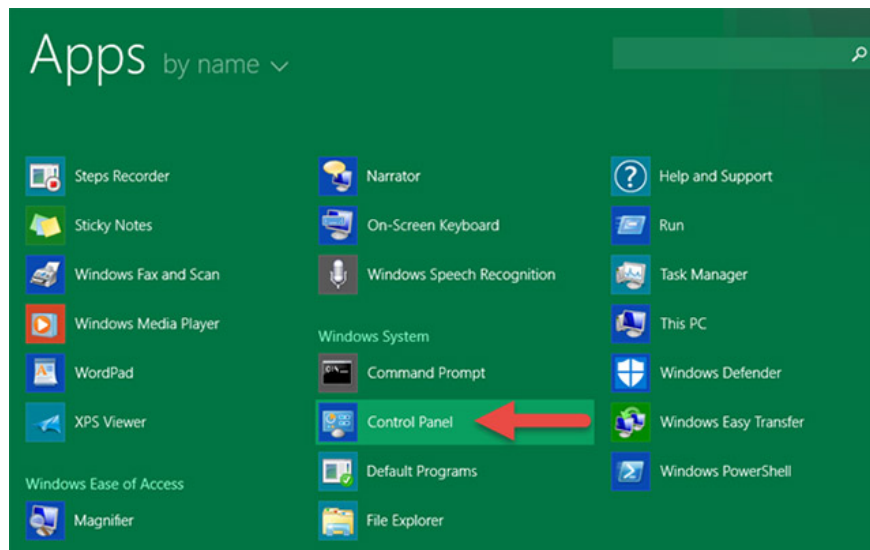 Apps by name
Steps Recorder
Sticky Notes
Windows Fax and Scan
Windows Media Player
WordPad
XPS Viewer
Windows Ease of Access
Magnifier
Narrator
On-Screen Keyboard
Windows Speech Recognition
Windows System
Command Prompt
Control Panel
Default Programs
File Explorer
Help and Support
Run
Task Manager
This PC
Windows Defender
Windows Easy Transfer
Windows PowerShell